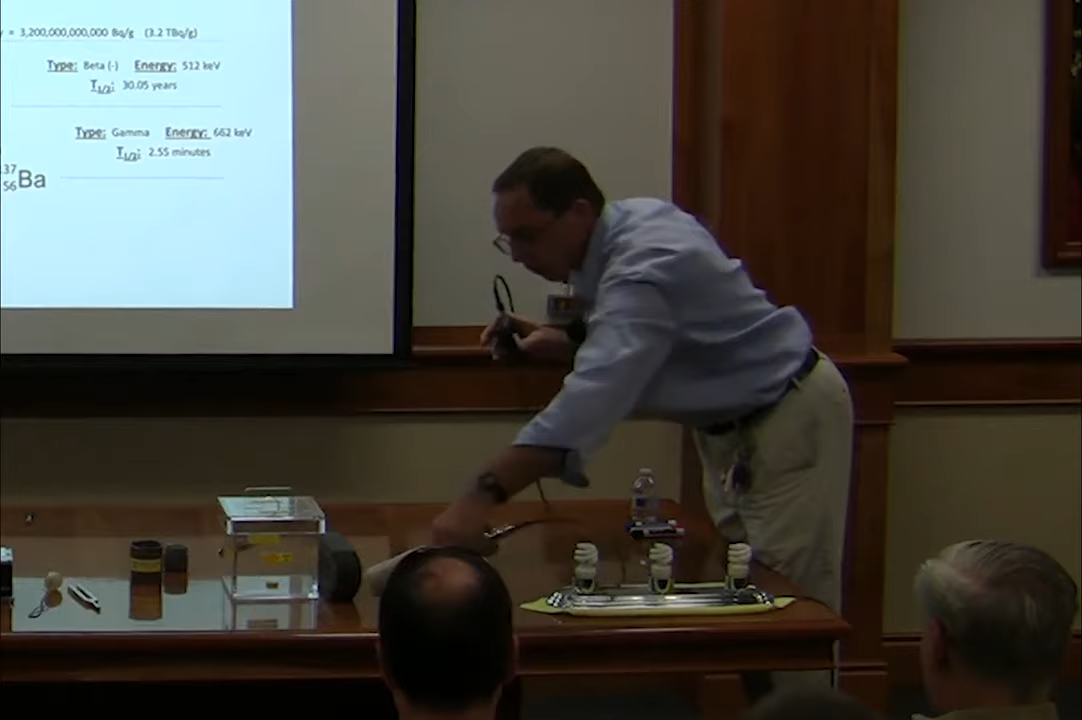 = 3,200,000,000,000 Bq/g (3.2 TBq/g)
Type: Beta (-) Energy: 512 keV
T1/2: 30.05 years
Type: Gamma Energy: 662 keV
T1/2: 2.55 minutes
37
56Ba